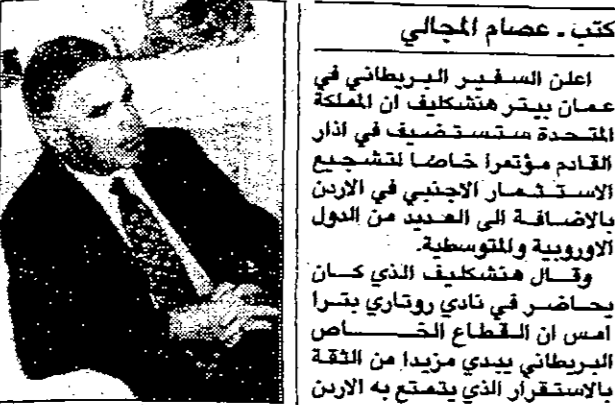 كتب ـ عصام المجالي
اعلن السفير البريطاني في
عمان بيتر هنشكليف ان المملكة
المتحدة ستستضيف في اذار
القادم مؤتمرا خاصا لتشجيع
الاستثمار الاجنبي في الاردن
بالاضافة الى العديد من الدول
الاوروبية والمتوسطية.
وقال هنشكليف الذي كان
يحاضر في نادي روتاري بترا
امس ان القطاع الخاص
البريطاني يبدي مزيدا من الثقة
بالاستقرار الذي يتمتع به الاردن